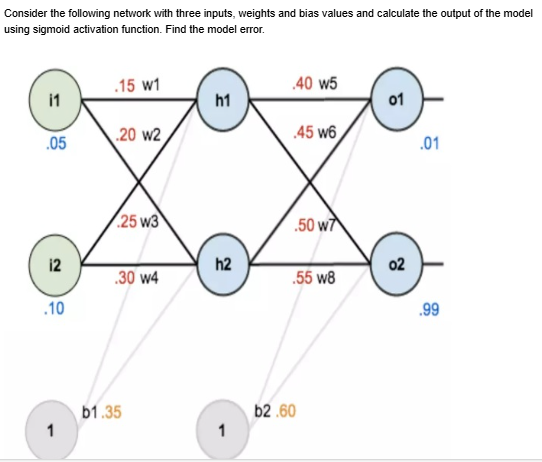 Consider the following network with three inputs, weights and bias values and calculate the output of the model
using sigmoid activation function. Find the model error.
.15 w1
.40 w5
i1
h1
o1
.20 w2
.45 w6
.05
.01
.25 w3
.50 w7
i2
h2
o2
.30 w4
.55 w8
.10
.99
b1 .35
b2 .60
1
1